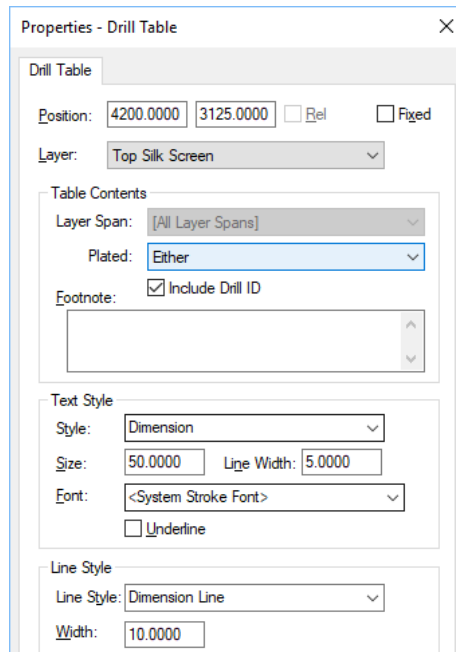 Properties - Drill Table
Drill Table
Position: 4200.0000 3125.0000 Rel Fixed
Layer: Top Silk Screen
Table Contents
Layer Span: [All Layer Spans]
Plated: Either
Include Drill ID
Footnote:
Text Style
Style: Dimension
Size: 50.0000 Line Width: 5.0000
Font: <System Stroke Font>
Underline
Line Style
Line Style: Dimension Line
Width: 10.0000